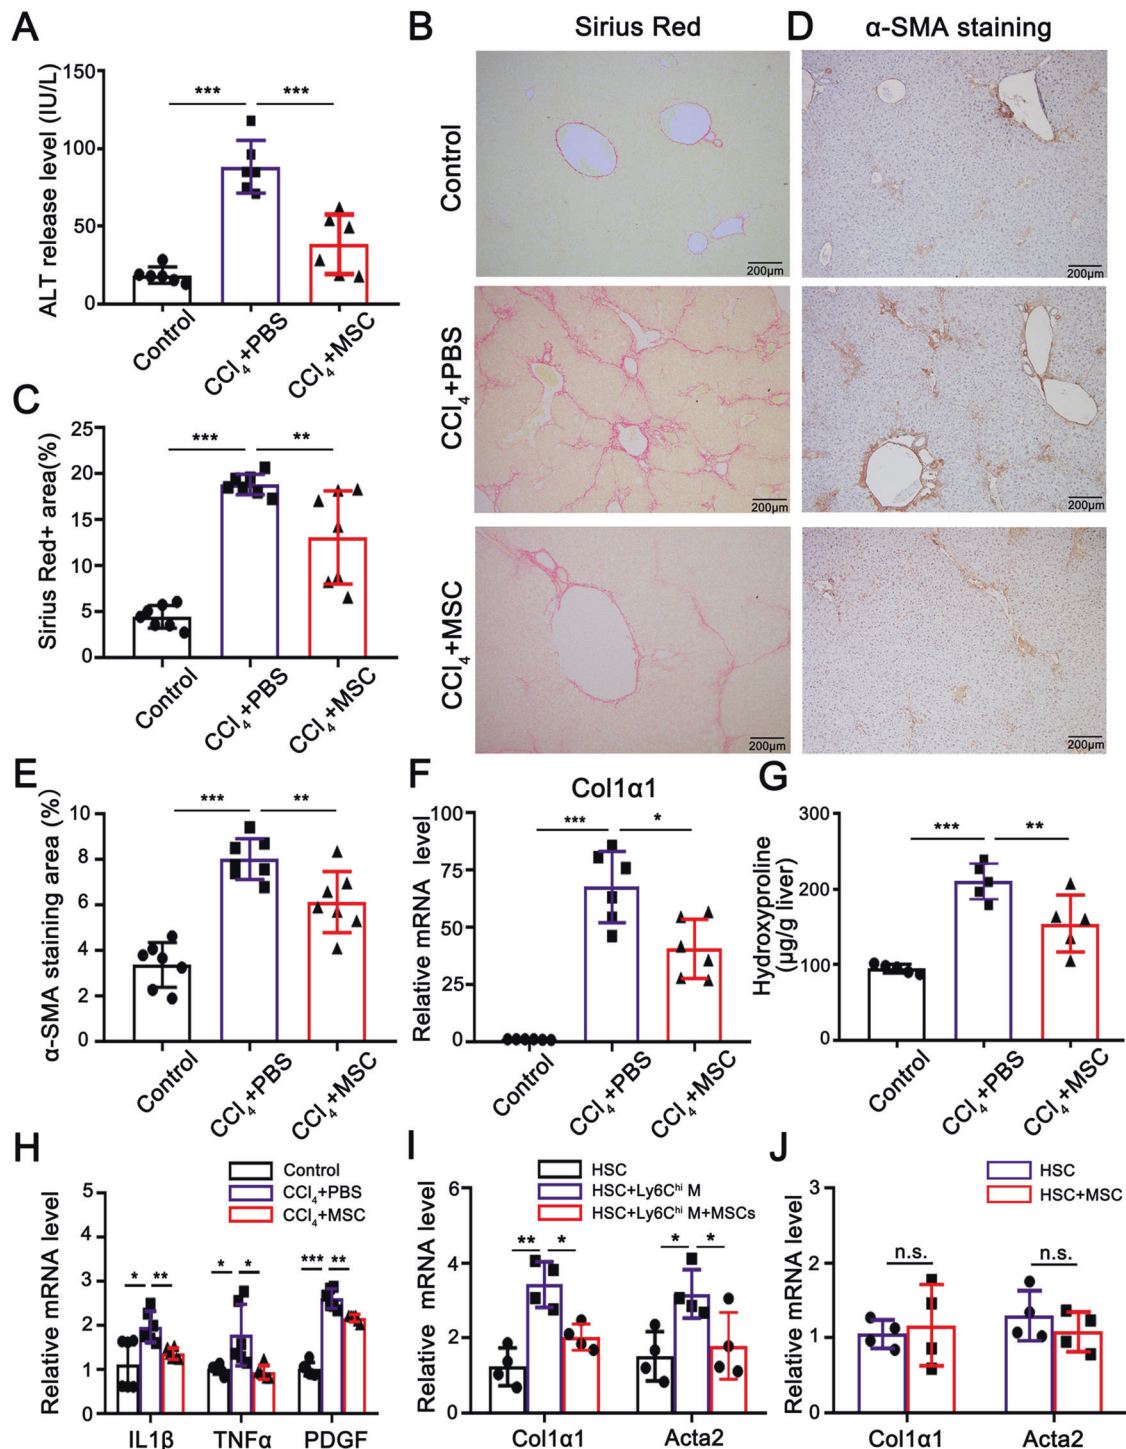 A
ALT release level (IU/L)
150
100
50
0
***
***
Control
CCl4+PBS
CCl4+MSC
B
Sirius Red
D
α-SMA staining
Control
200μm
200μm
CCl4+PBS
200μm
200μm
CCl4+MSC
200μm
200μm
C
Sirius Red+ area(%)
25
20
15
10
5
0
***
**
Control
CCl4+PBS
CCl4+MSC
E
α-SMA staining area (%)
10
8
6
4
2
0
***
**
Control
CCl4+PBS
CCl4+MSC
F
Col1α1
Relative mRNA level
100
75
50
25
0
***
*
Control
CCl4+PBS
CCl4+MSC
G
Hydroxyproline
(μg/g liver)
300
200
100
0
***
**
Control
CCl4+PBS
CCl4+MSC
H
Control
CCl4+PBS
CCl4+MSC
Relative mRNA level
5
4
3
2
1
0
* **
* *
*** **
IL1β TNFα PDGF
I
HSC
HSC+Ly6Chi M
HSC+Ly6Chi M+MSCs
Relative mRNA level
6
4
2
0
** *
* *
Col1α1 Acta2
J
HSC
HSC+MSC
Relative mRNA level
3
2
1
0
n.s. n.s.
Col1α1 Acta2